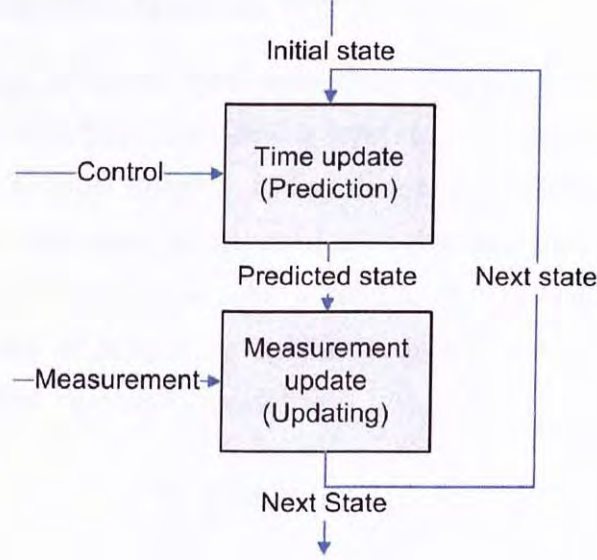 Initial state
Control
Time update
(Prediction)
Predicted state
Next state
Measurement
Measurement
update
(Updating)
Next State